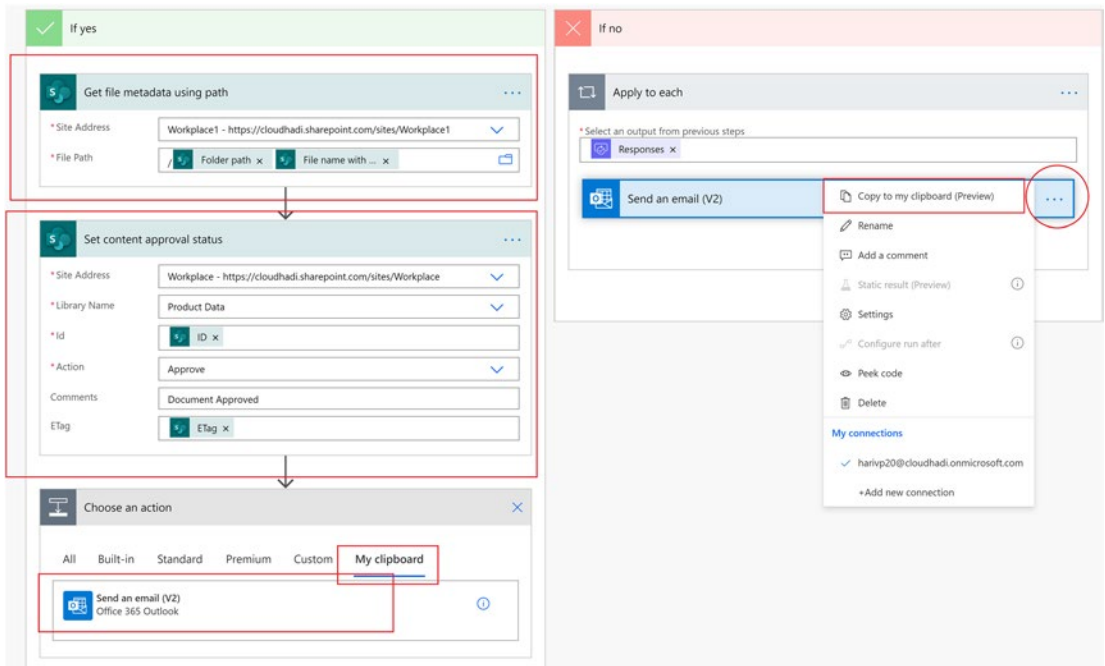 If yes
Get file metadata using path
...
* Site Address
Workplace1 - https://cloudhadi.sharepoint.com/sites/Workplace1
* File Path
/ Folder path × File name with ... ×
Set content approval status
...
* Site Address
Workplace - https://cloudhadi.sharepoint.com/sites/Workplace
* Library Name
Product Data
* Id
ID ×
* Action
Approve
Comments
Document Approved
ETag
ETag ×
Choose an action
All Built-in Standard Premium Custom My clipboard
Send an email (V2)
Office 365 Outlook
If no
Apply to each
...
* Select an output from previous steps
Responses ×
Send an email (V2)
...
Copy to my clipboard (Preview)
Rename
Add a comment
Static result (Preview)
Settings
Configure run after
Peek code
Delete
My connections
harivp20@cloudhadi.onmicrosoft.com
+Add new connection